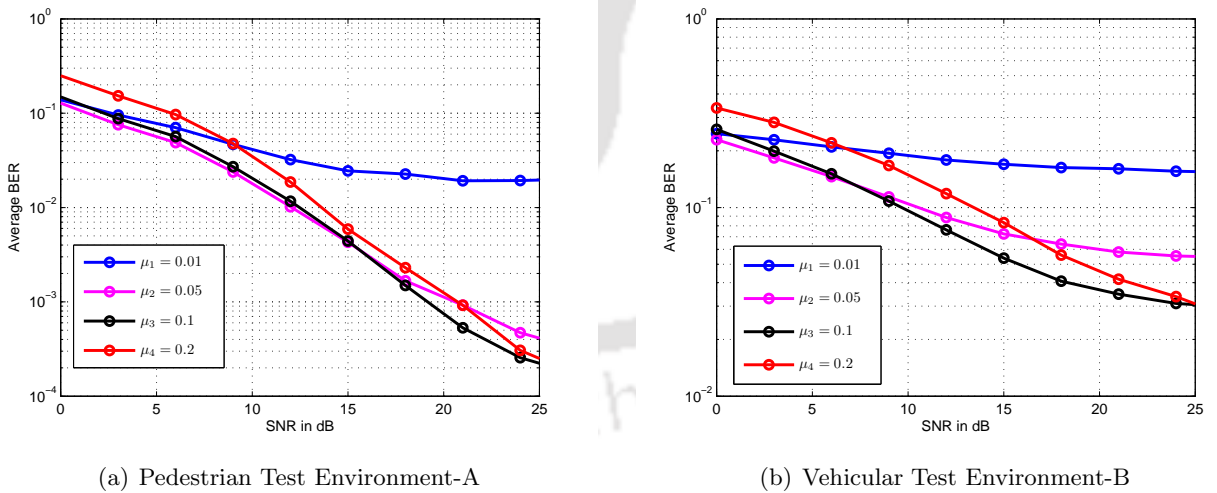 10^0
10^{-1}
10^{-2}
10^{-3}
10^{-4}
Average BER
0 5 10 15 20 25
SNR in dB
μ₁ = 0.01
μ₂ = 0.05
μ₃ = 0.1
μ₄ = 0.2
(a) Pedestrian Test Environment-A
10^0
10^{-1}
10^{-2}
Average BER
0 5 10 15 20 25
SNR in dB
μ₁ = 0.01
μ₂ = 0.05
μ₃ = 0.1
μ₄ = 0.2
(b) Vehicular Test Environment-B